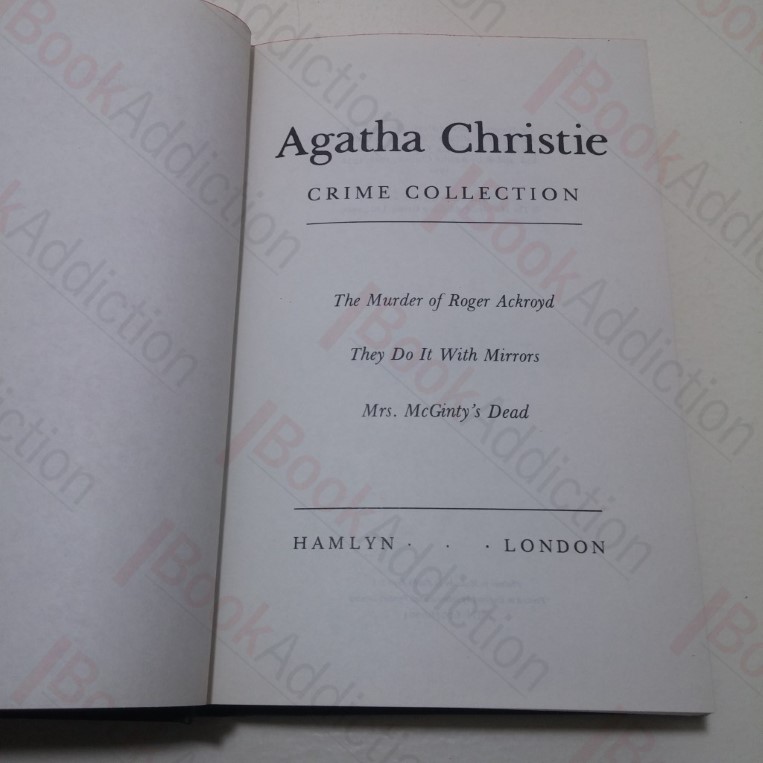 Agatha Christie
CRIME COLLECTION
The Murder of Roger Ackroyd
They Do It With Mirrors
Mrs. McGinty's Dead
HAMLYN · · · LONDON
BookAddiction